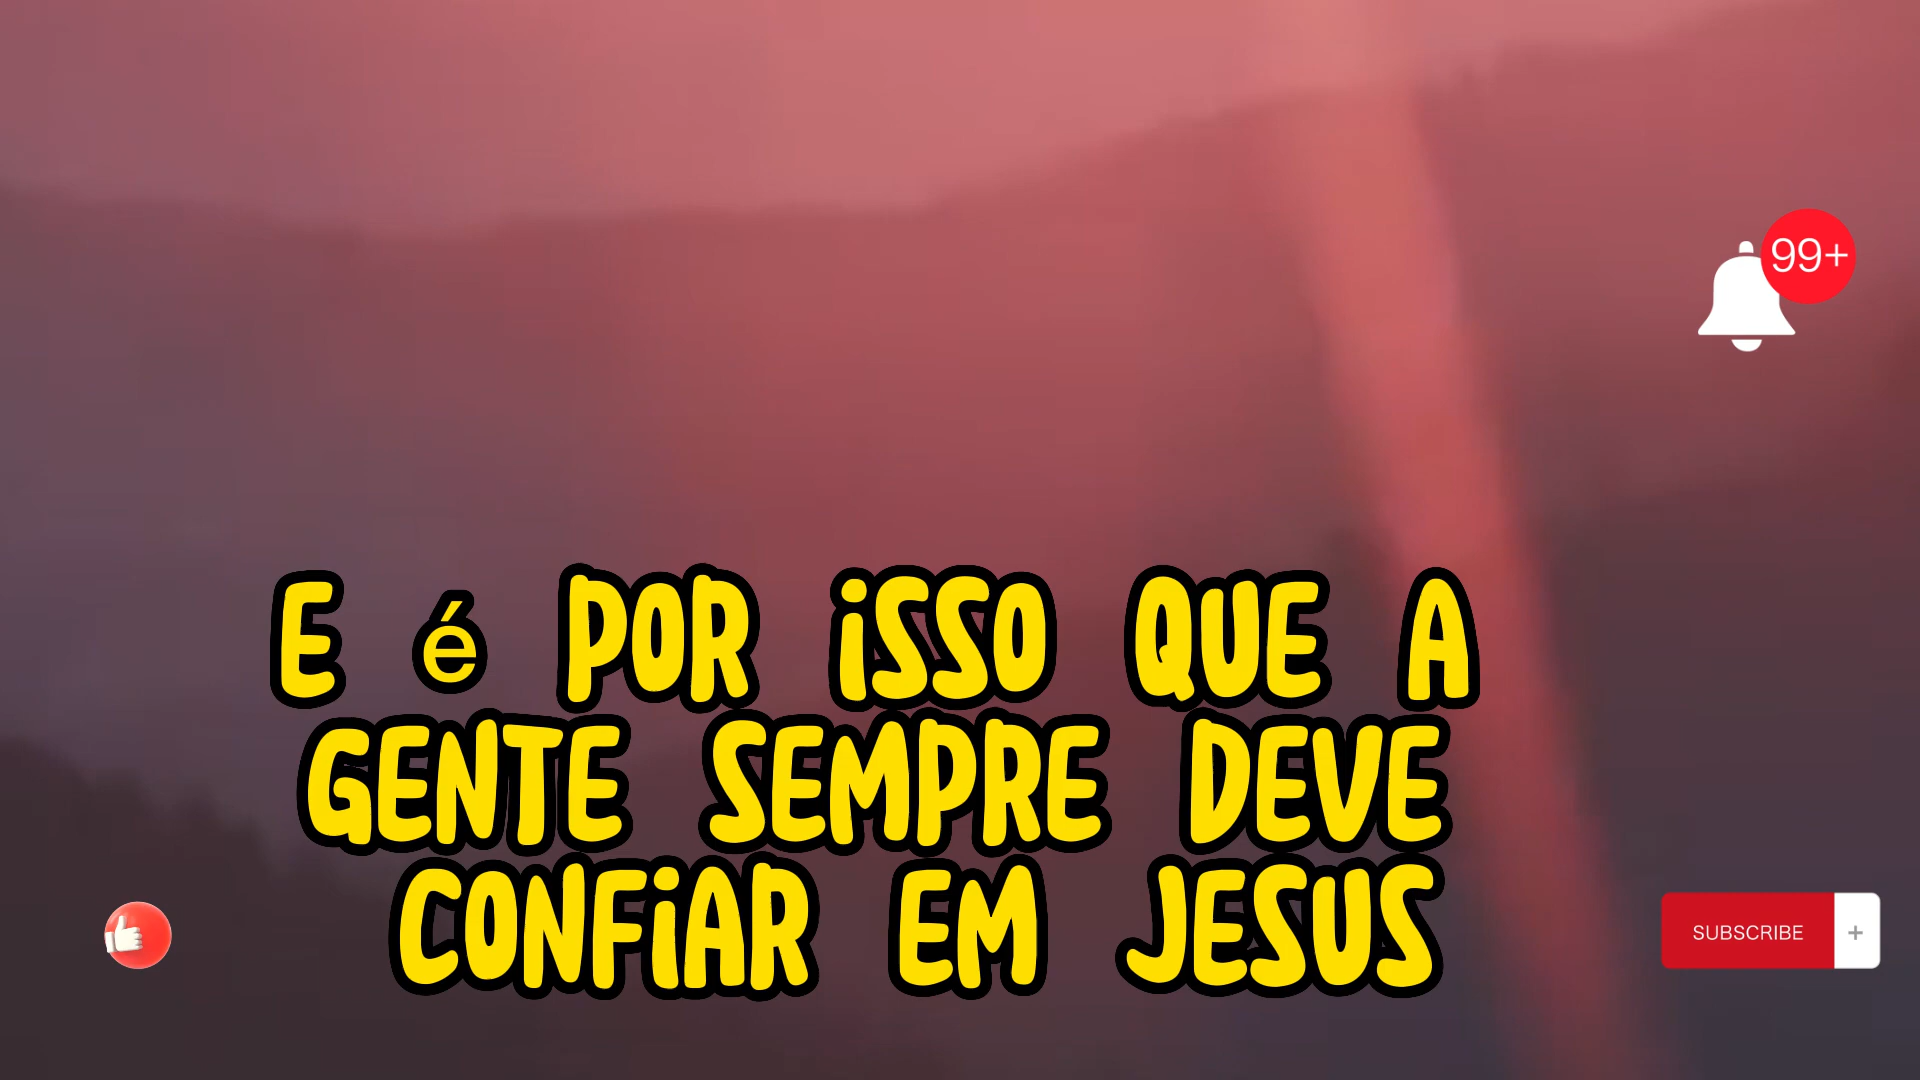 99+
E é POR iSSO QUE A
GENTE SEMPRE DEVE
CONFiAR EM JESUS
SUBSCRIBE +